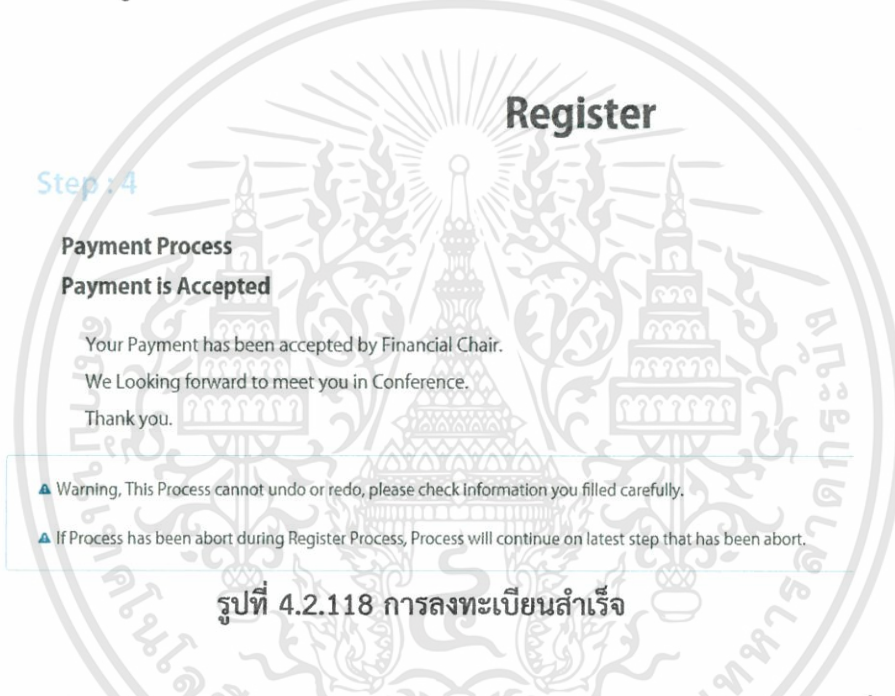 Register
Step : 4
Payment Process
Payment is Accepted
Your Payment has been accepted by Financial Chair.
We Looking forward to meet you in Conference.
Thank you.
Warning, This Process cannot undo or redo, please check information you filled carefully.
If Process has been abort during Register Process, Process will continue on latest step that has been abort.
รูปที่ 4.2.118 การลงทะเบียนสำเร็จ